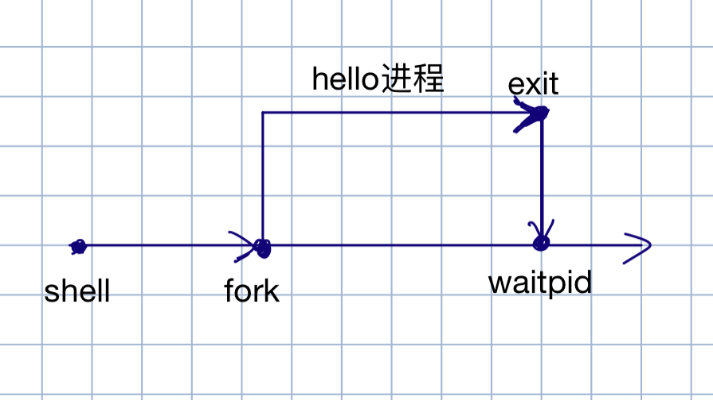 hello进程
exit
shell
fork
waitpid